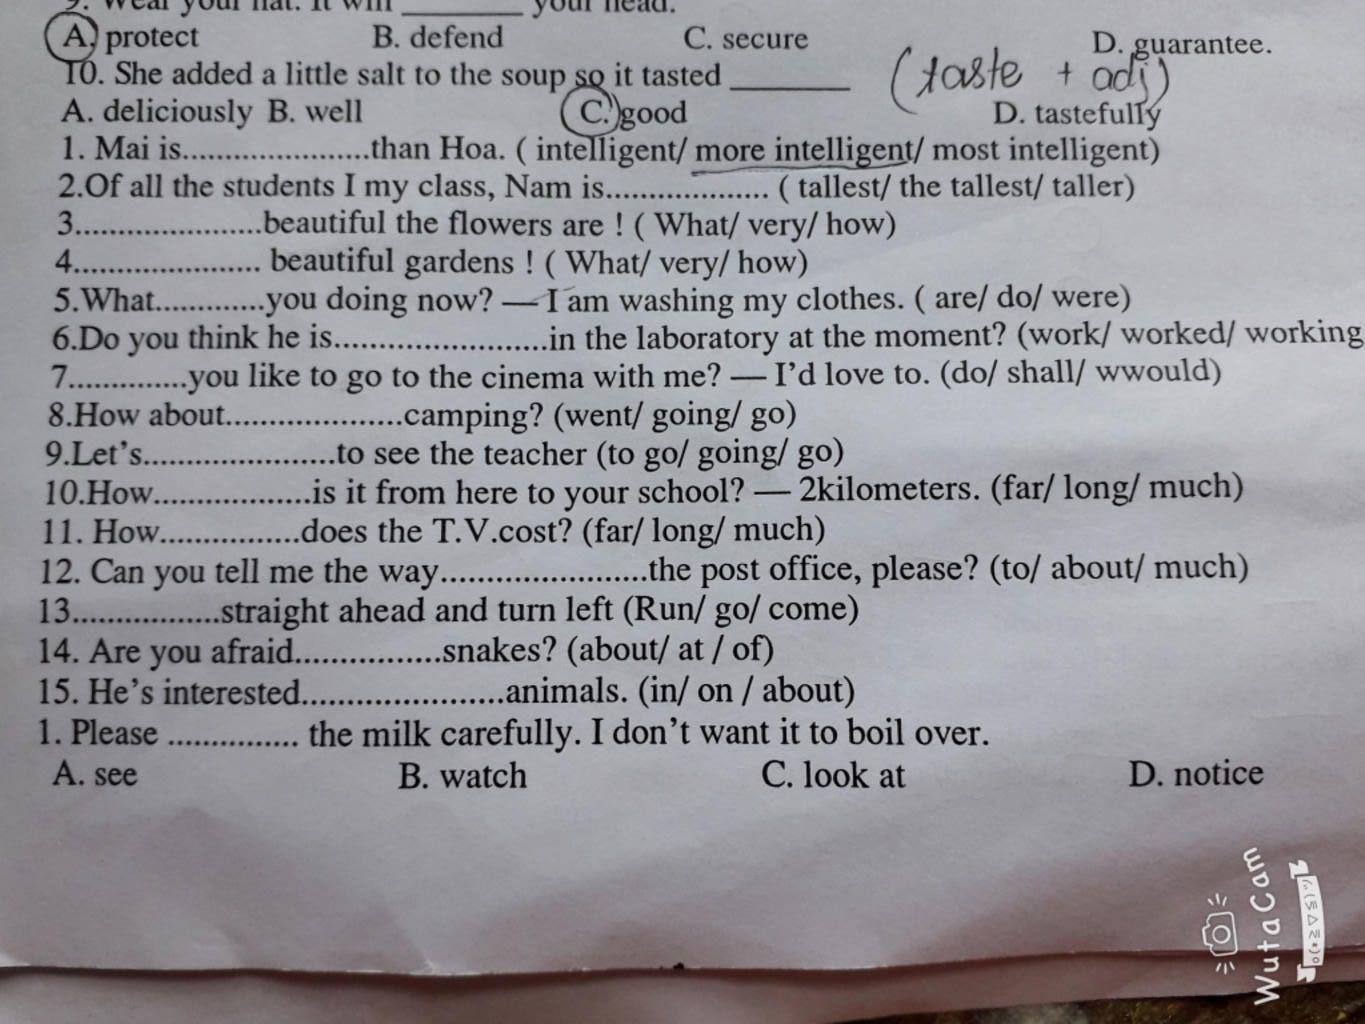 9. Wear your hat. It will ________ your head.
A. protect B. defend C. secure D. guarantee.
10. She added a little salt to the soup so it tasted ________ (taste + adj)
A. deliciously B. well C. good D. tastefully
1. Mai is.....................than Hoa. ( intelligent/ more intelligent/ most intelligent)
2.Of all the students I my class, Nam is.................. ( tallest/ the tallest/ taller)
3.....................beautiful the flowers are ! ( What/ very/ how)
4..................... beautiful gardens ! ( What/ very/ how)
5.What............you doing now? — I am washing my clothes. ( are/ do/ were)
6.Do you think he is........................in the laboratory at the moment? (work/ worked/ working
7.............you like to go to the cinema with me? — I'd love to. (do/ shall/ wwould)
8.How about....................camping? (went/ going/ go)
9.Let's.....................to see the teacher (to go/ going/ go)
10.How..................is it from here to your school? — 2kilometers. (far/ long/ much)
11. How................does the T.V.cost? (far/ long/ much)
12. Can you tell me the way.......................the post office, please? (to/ about/ much)
13................straight ahead and turn left (Run/ go/ come)
14. Are you afraid................snakes? (about/ at / of)
15. He's interested.......................animals. (in/ on / about)
1. Please ............... the milk carefully. I don't want it to boil over.
A. see B. watch C. look at D. notice
WutaCam